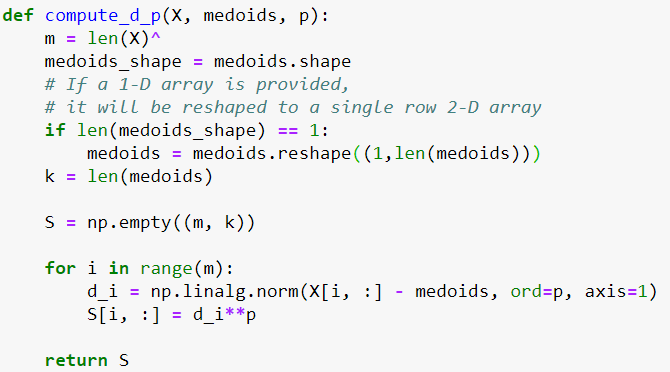 def compute_d_p(X, medoids, p):
    m = len(X)^
    medoids_shape = medoids.shape
    # If a 1-D array is provided,
    # it will be reshaped to a single row 2-D array
    if len(medoids_shape) == 1:
        medoids = medoids.reshape((1,len(medoids)))
    k = len(medoids)

    S = np.empty((m, k))

    for i in range(m):
        d_i = np.linalg.norm(X[i, :] - medoids, ord=p, axis=1)
        S[i, :] = d_i**p

    return S